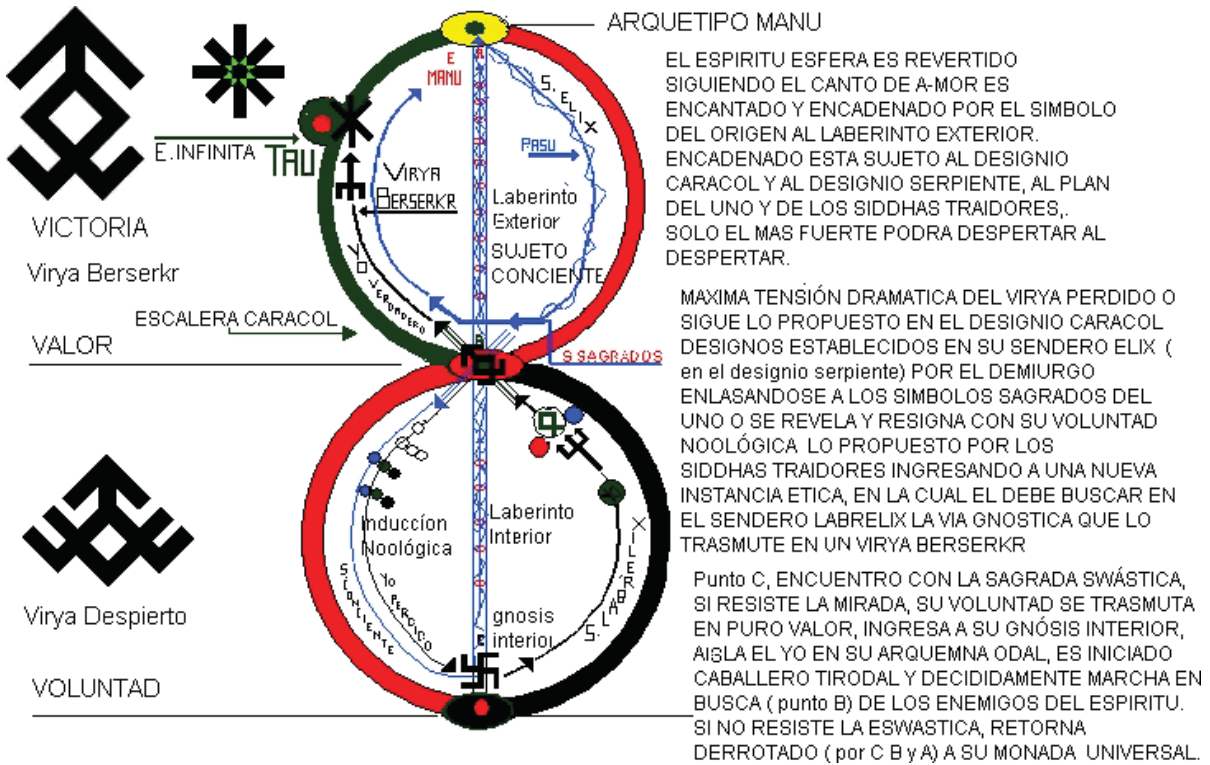 ARQUETIPO MANU
EL ESPIRITU ESFERA ES REVERTIDO
SIGUIENDO EL CANTO DE A-MOR ES
ENCANTADO Y ENCADENADO POR EL SIMBOLO
DEL ORIGEN AL LABERINTO EXTERIOR.
ENCADENADO ESTA SUJETO AL DESIGNIO
CARACOL Y AL DESIGNIO SERPIENTE, AL PLAN
DEL UNO Y DE LOS SIDDHAS TRAIDORES,.
SOLO EL MAS FUERTE PODRA DESPERTAR AL
DESPERTAR.
E
MANU
S. ELIX
PASU
E.INFINITA
TAU
VIRYA
BERSERKR
Laberinto
Exterior
SUJETO
CONCIENTE
YO VERDADERO
VICTORIA
Virya Berserkr
ESCALERA CARACOL
VALOR
S SAGRADOS
MAXIMA TENSIÓN DRAMATICA DEL VIRYA PERDIDO O
SIGUE LO PROPUESTO EN EL DESIGNIO CARACOL
DESIGNOS ESTABLECIDOS EN SU SENDERO ELIX (
en el designio serpiente) POR EL DEMIURGO
ENLASANDOSE A LOS SIMBOLOS SAGRADOS DEL
UNO O SE REVELA Y RESIGNA CON SU VOLUNTAD
NOOLÓGICA LO PROPUESTO POR LOS
SIDDHAS TRAIDORES INGRESANDO A UNA NUEVA
INSTANCIA ETICA, EN LA CUAL EL DEBE BUSCAR EN
EL SENDERO LABRELIX LA VIA GNOSTICA QUE LO
TRASMUTE EN UN VIRYA BERSERKR
Inducción
Noológica
Laberinto
Interior
S.CONCIENTE
YO PERDIDO
gnosis
interior
S. LABRELIX
C
Virya Despierto
VOLUNTAD
Punto C, ENCUENTRO CON LA SAGRADA SWÁSTICA,
SI RESISTE LA MIRADA, SU VOLUNTAD SE TRASMUTA
EN PURO VALOR, INGRESA A SU GNÓSIS INTERIOR,
AISLA EL YO EN SU ARQUEMNA ODAL, ES INICIADO
CABALLERO TIRODAL Y DECIDIDAMENTE MARCHA EN
BUSCA ( punto B) DE LOS ENEMIGOS DEL ESPIRITU.
SI NO RESISTE LA ESWASTICA, RETORNA
DERROTADO ( por C B y A) A SU MONADA UNIVERSAL.